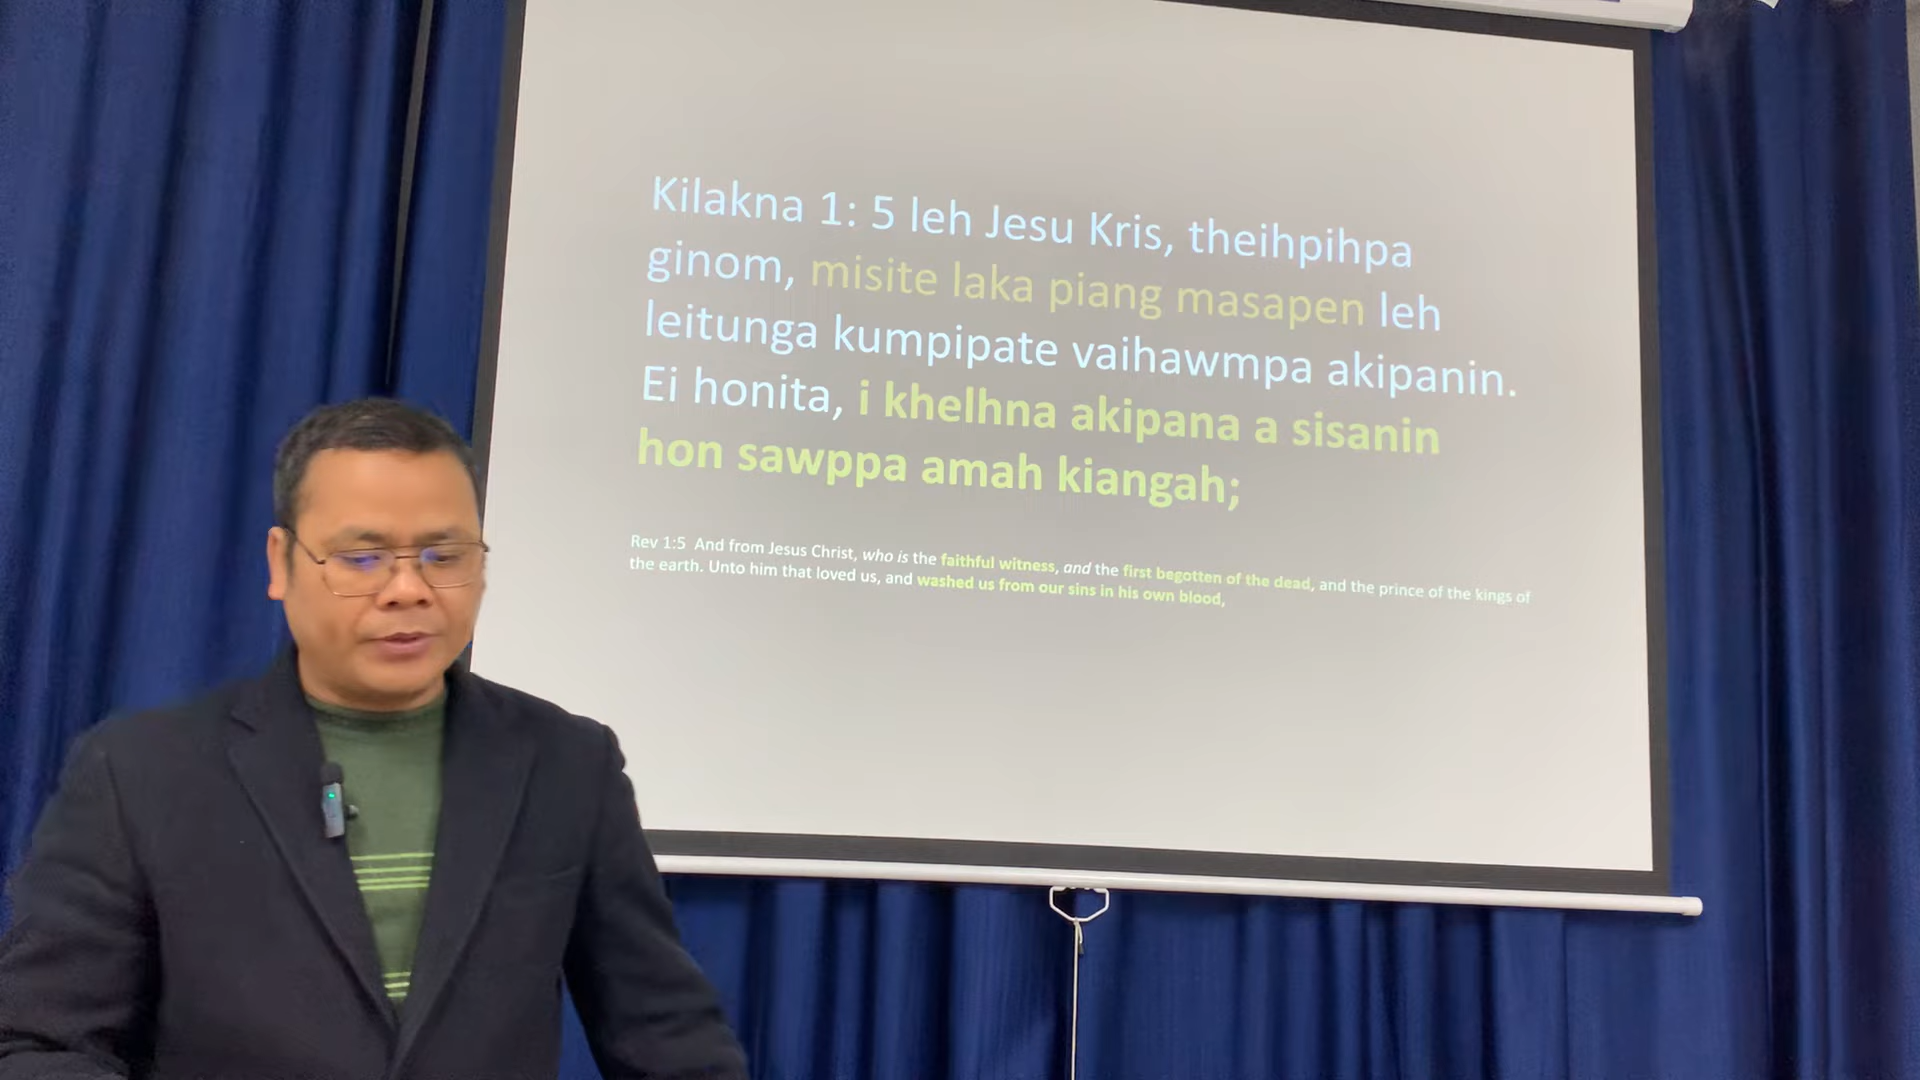 Kilakna 1: 5 leh Jesu Kris, theihpihpa
ginom, misite laka piang masapen leh
leitunga kumpipate vaihawmpa akipanin.
Ei honita, i khelhna akipana a sisanin
hon sawppa amah kiangah;
Rev 1:5 And from Jesus Christ, who is the faithful witness, and the first begotten of the dead, and the prince of the kings of
the earth. Unto him that loved us, and washed us from our sins in his own blood,